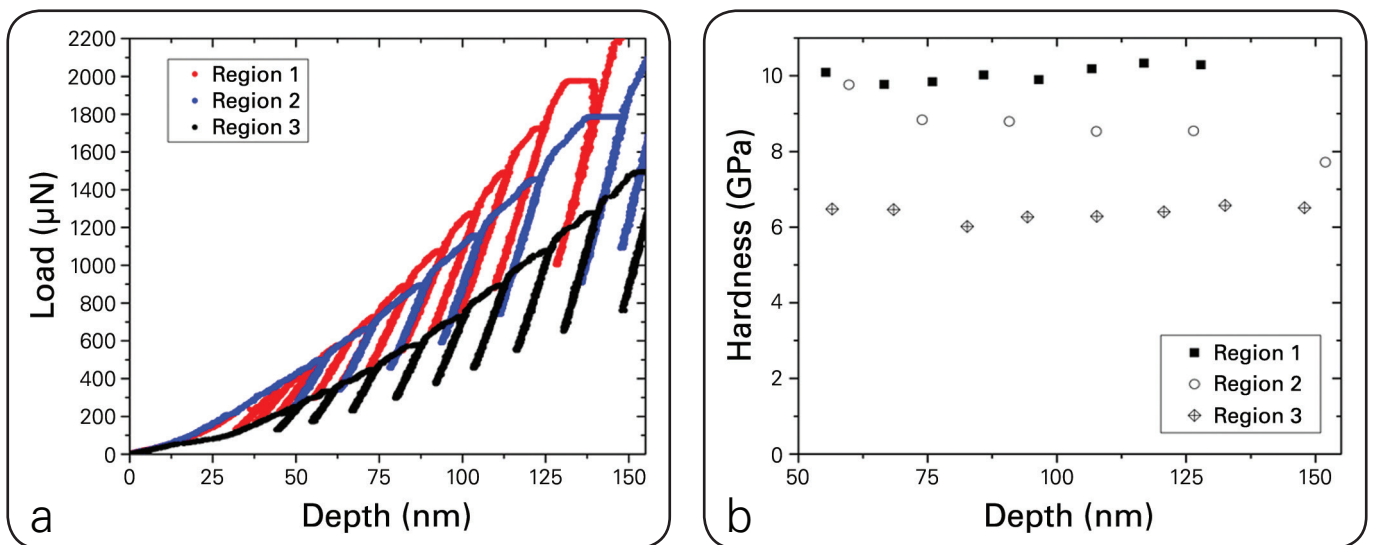 2200
2000
1800
1600
1400
1200
1000
800
600
400
200
0
Load (μN)
Region 1
Region 2
Region 3
0 25 50 75 100 125 150
Depth (nm)
a
10
8
6
4
2
0
Hardness (GPa)
Region 1
Region 2
Region 3
50 75 100 125 150
Depth (nm)
b